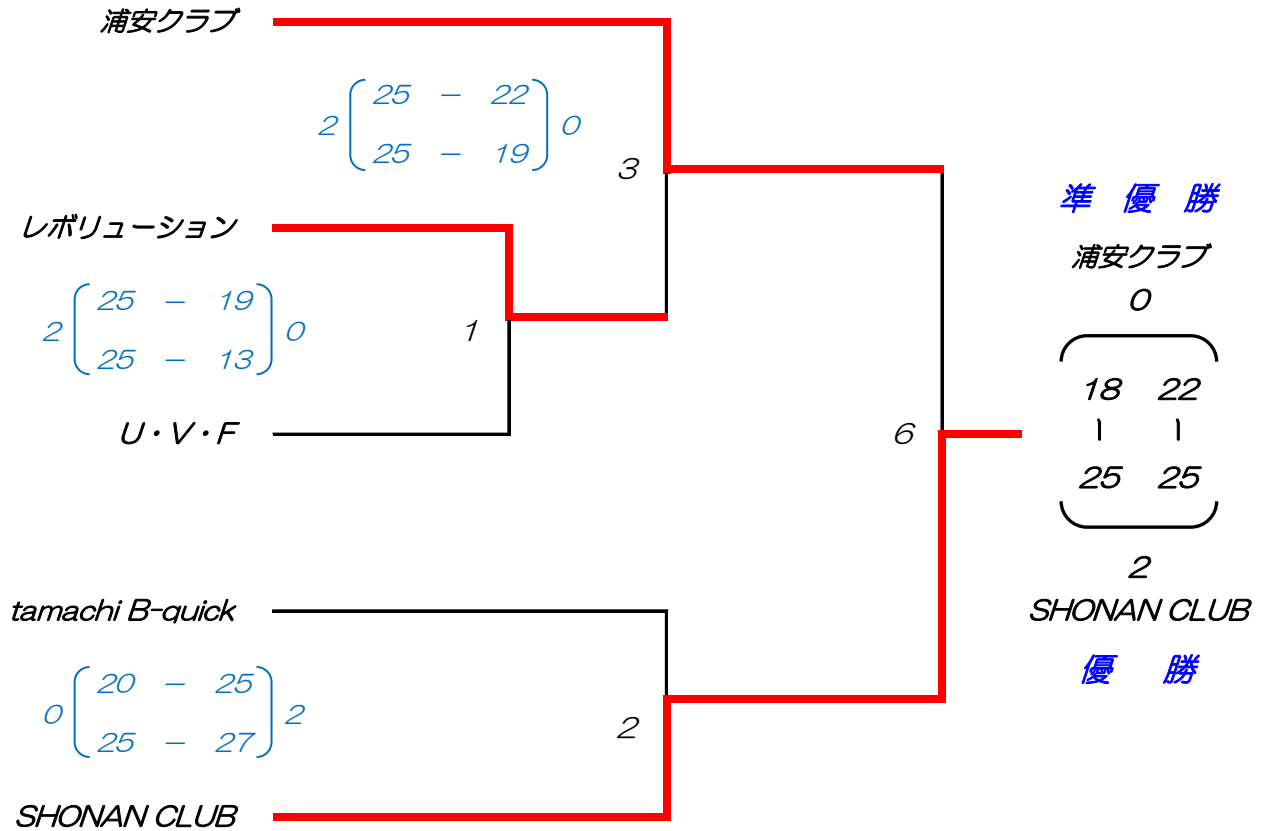 浦安クラブ
2 25 － 22 0
25 － 19
3
レボリューション
2 25 － 19 0
25 － 13
1
U・V・F
6
tamachi B-quick
0 20 － 25 2
25 － 27
2
SHONAN CLUB
準 優 勝
浦安クラブ
0
18 22
｜ ｜
25 25
2
SHONAN CLUB
優 勝